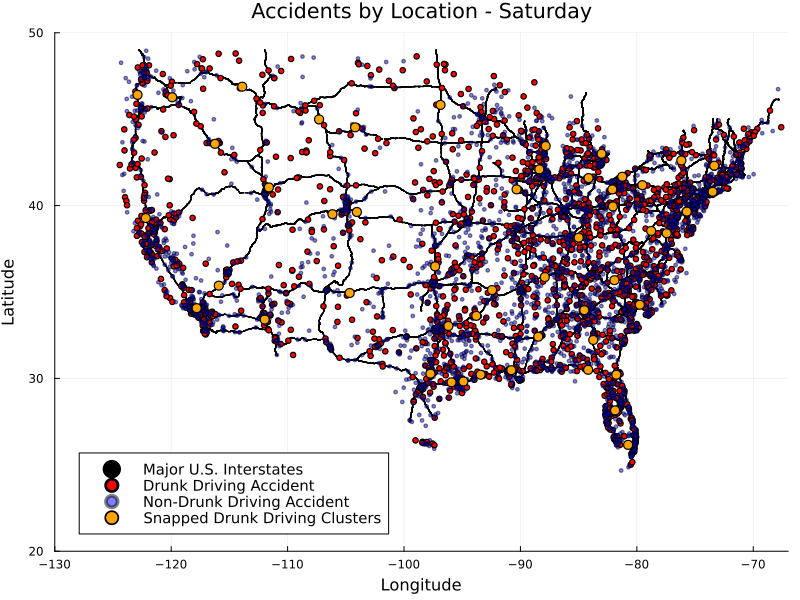 Accidents by Location - Saturday
50
40
30
20
Latitude
−130
−120
−110
−100
−90
−80
−70
Longitude
Major U.S. Interstates
Drunk Driving Accident
Non-Drunk Driving Accident
Snapped Drunk Driving Clusters